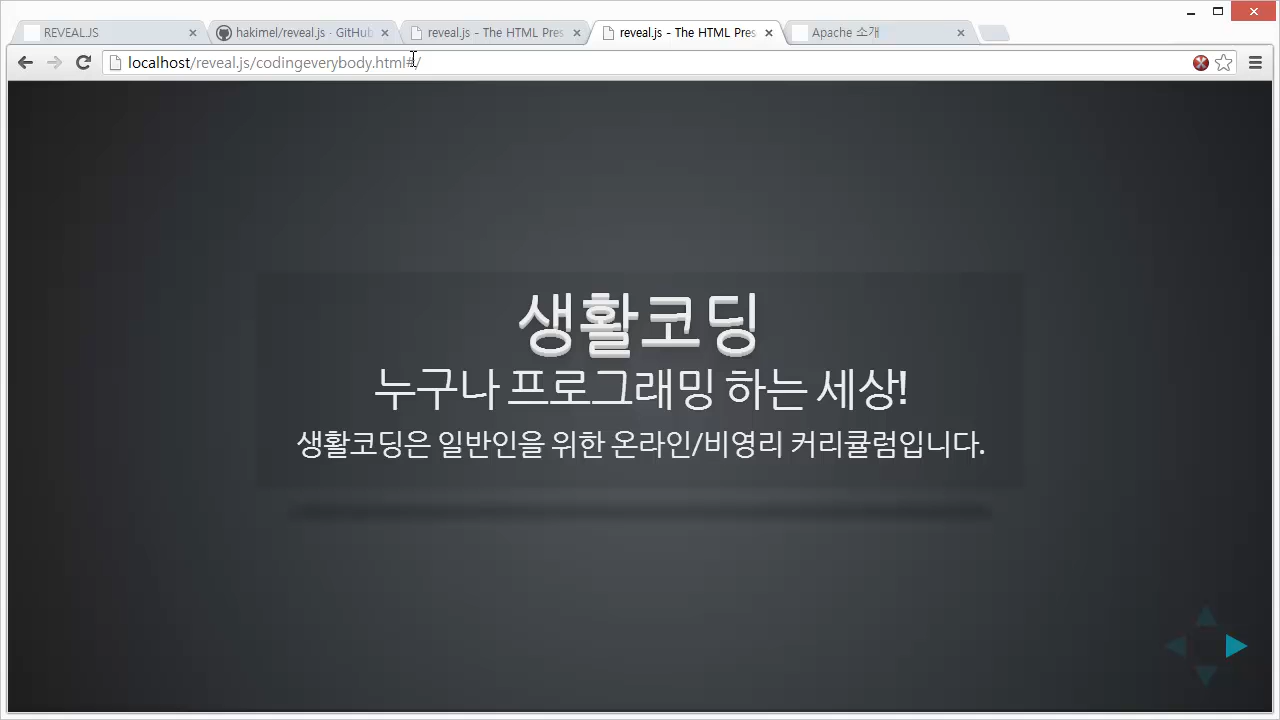 REVEALJS
hakimel/reveal.js · GitHub
reveal.js - The HTML Pres
reveal.js - The HTML Pres
Apache 소개
localhost/reveal.js/codingeverybody.html#/
생활코딩
누구나 프로그래밍 하는 세상!
생활코딩은 일반인을 위한 온라인/비영리 커리큘럼입니다.